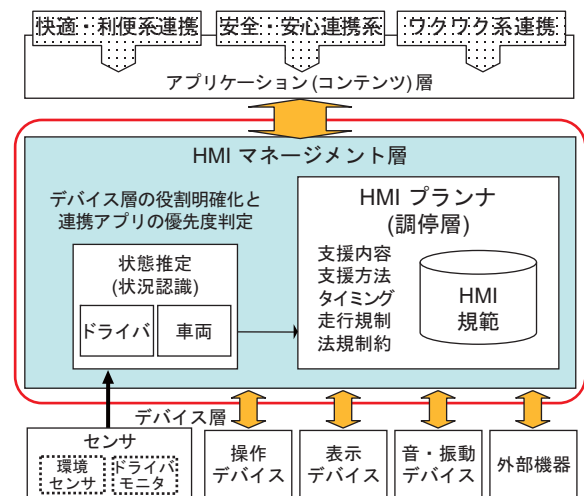 快適・利便系連携
安全・安心連携系
ワクワク系連携
アプリケーション(コンテンツ)層
HMI マネージメント層
デバイス層の役割明確化と
連携アプリの優先度判定
状態推定
(状況認識)
ドライバ
車両
HMI プランナ
(調停層)
支援内容
支援方法
タイミング
走行規制
法規制約
HMI
規範
デバイス層
センサ
環境
センサ
ドライバ
モニタ
操作
デバイス
表示
デバイス
音・振動
デバイス
外部機器